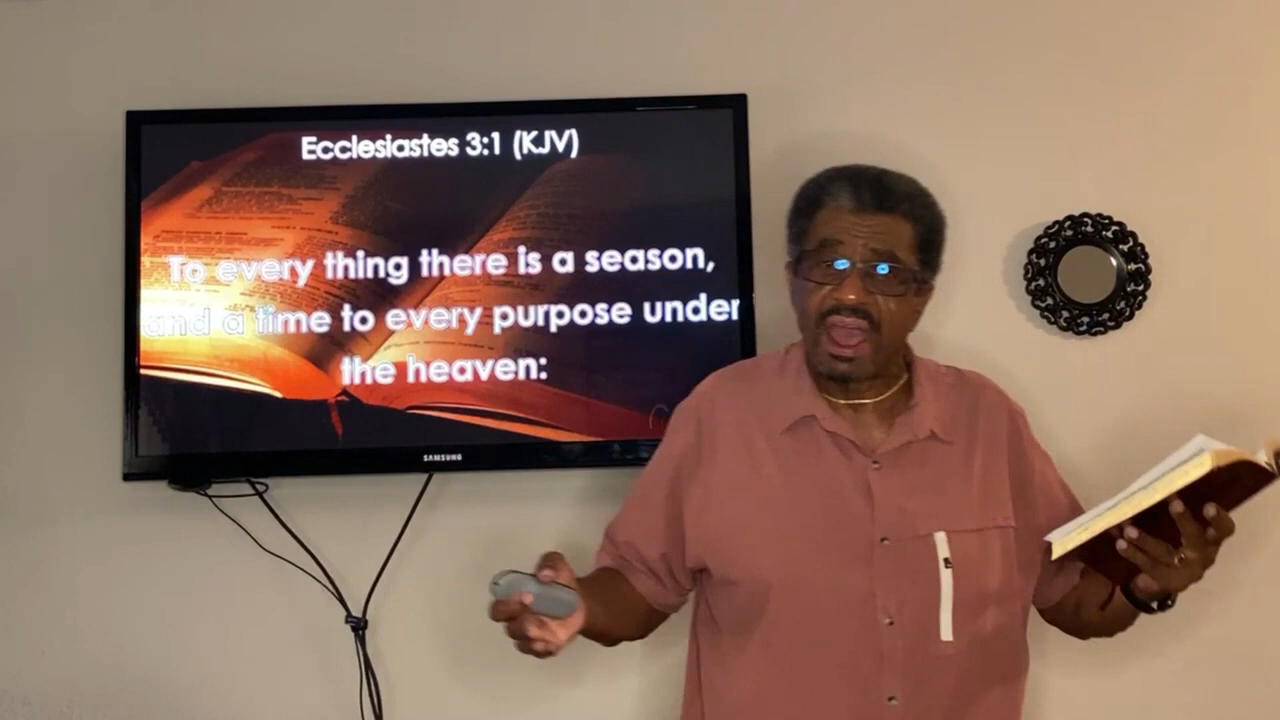 Ecclesiastes 3:1 (KJV)
To every thing there is a season,
and a time to every purpose under
the heaven:
SAMSUNG